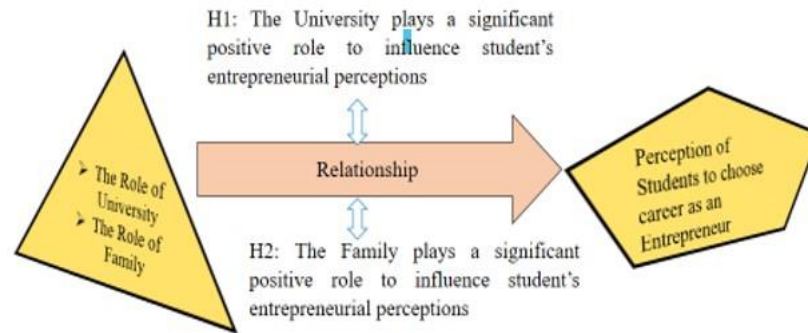 H1: The University plays a significant
positive role to influence student's
entrepreneurial perceptions
➢ The Role of
University
➢ The Role of
Family
Relationship
Perception of
Students to choose
career as an
Entrepreneur
H2: The Family plays a significant
positive role to influence student's
entrepreneurial perceptions